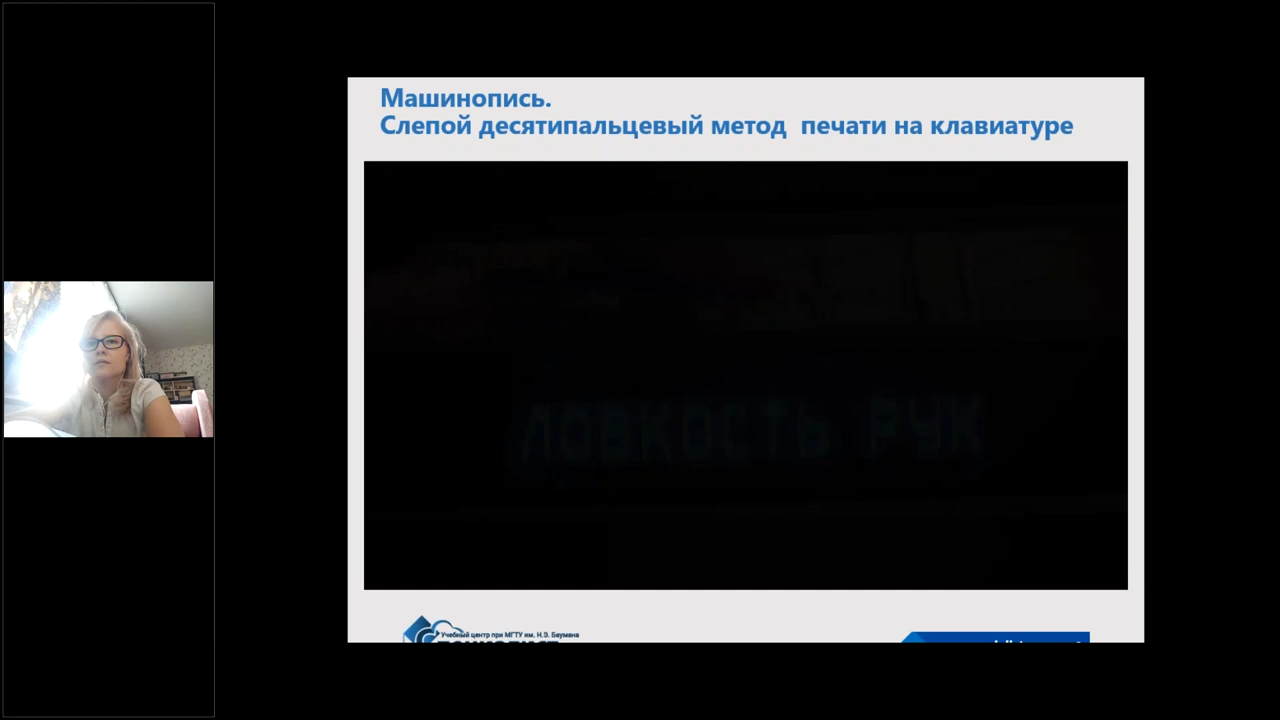 Машинопись.
Слепой десятипальцевый метод печати на клавиатуре
ЛОВКОСТЬ РУК
Учебный центр при МГТУ им. Н.Э. Баумана